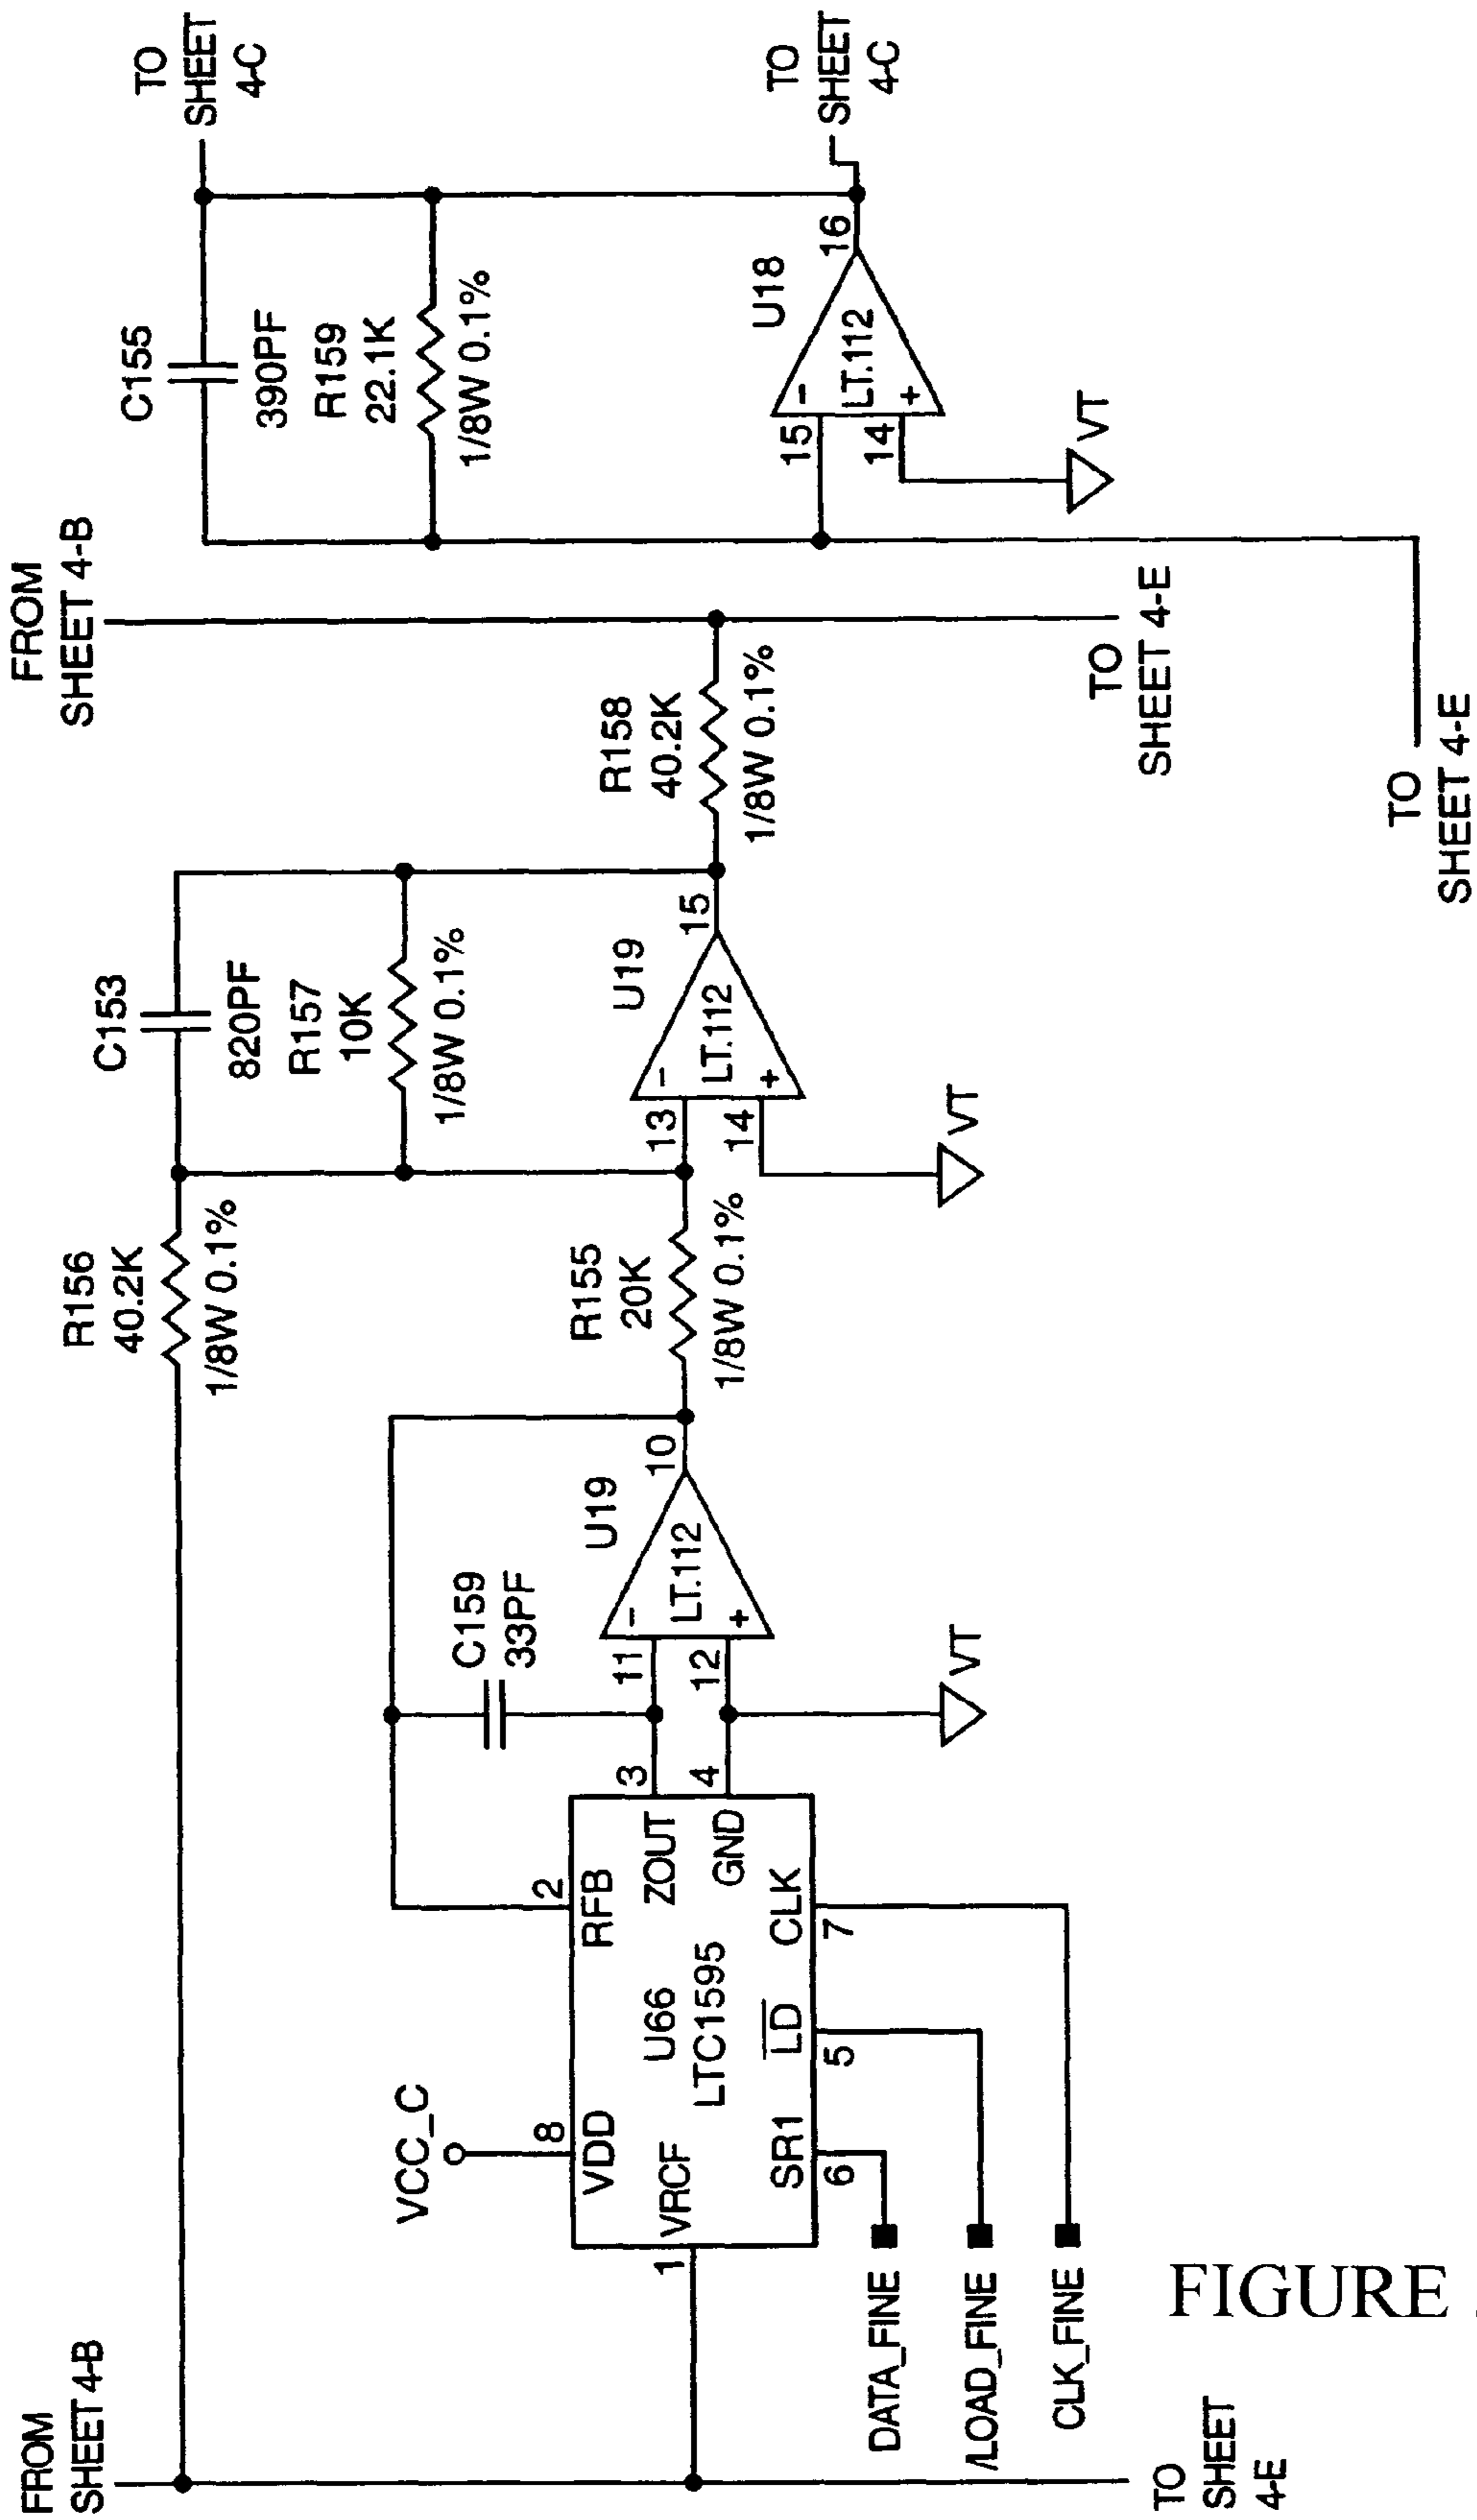 FROM
SHEET 4-B
R156
40.2K
1/8W 0.1%
C153
820PF
R157
10K
1/8W 0.1%
FROM
SHEET 4-B
C155
390PF
R159
22.1K
1/8W 0.1%
TO
SHEET
4-C
VCC_C
8
VDD
VRCF
1
U66
LTC1595
2
RFB
ZOUT
3
GND
4
SR1
6
LD
5
CLK
7
C159
33PF
U19
11
12
LT.112
-
+
10
VT
R155
20K
1/8W 0.1%
U19
13
14
LT.112
-
+
15
VT
R158
40.2K
1/8W 0.1%
U18
15
14
LT.112
-
+
16
VT
TO
SHEET
4-C
DATA_FINE
/LOAD_FINE
CLK_FINE
TO
SHEET
4-E
TO
SHEET 4-E
TO
SHEET 4-E
FIGURE